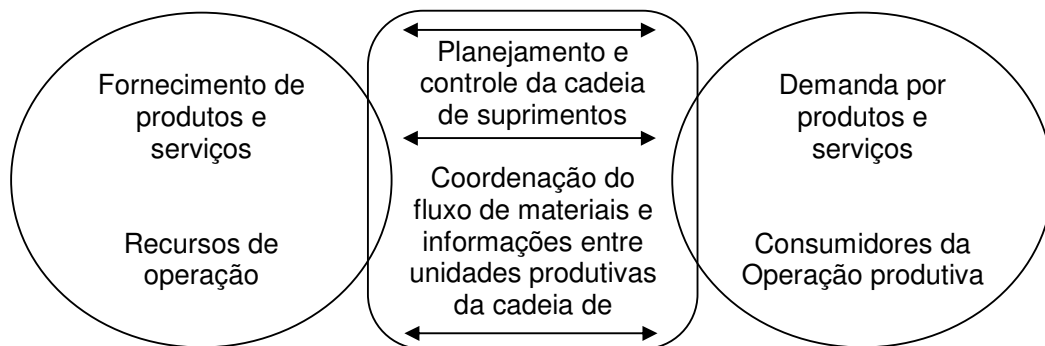 Fornecimento de
produtos e
serviços
Recursos de
operação
Planejamento e
controle da cadeia
de suprimentos
Coordenação do
fluxo de materiais e
informações entre
unidades produtivas
da cadeia de
Demanda por
produtos e
serviços
Consumidores da
Operação produtiva